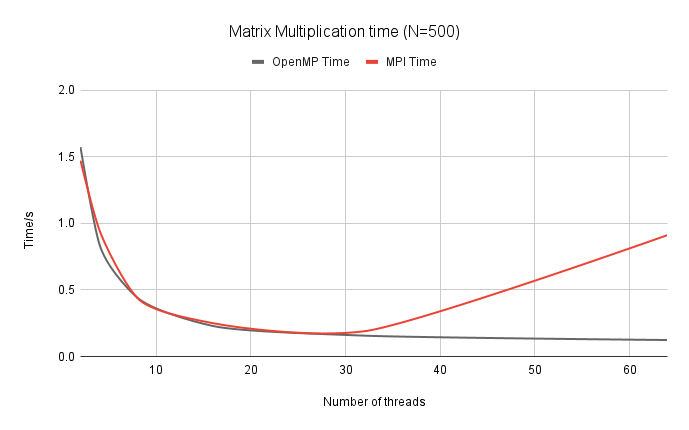 Matrix Multiplication time (N=500)
OpenMP Time MPI Time
2.0
1.5
1.0
0.5
0.0
Time/s
10 20 30 40 50 60
Number of threads